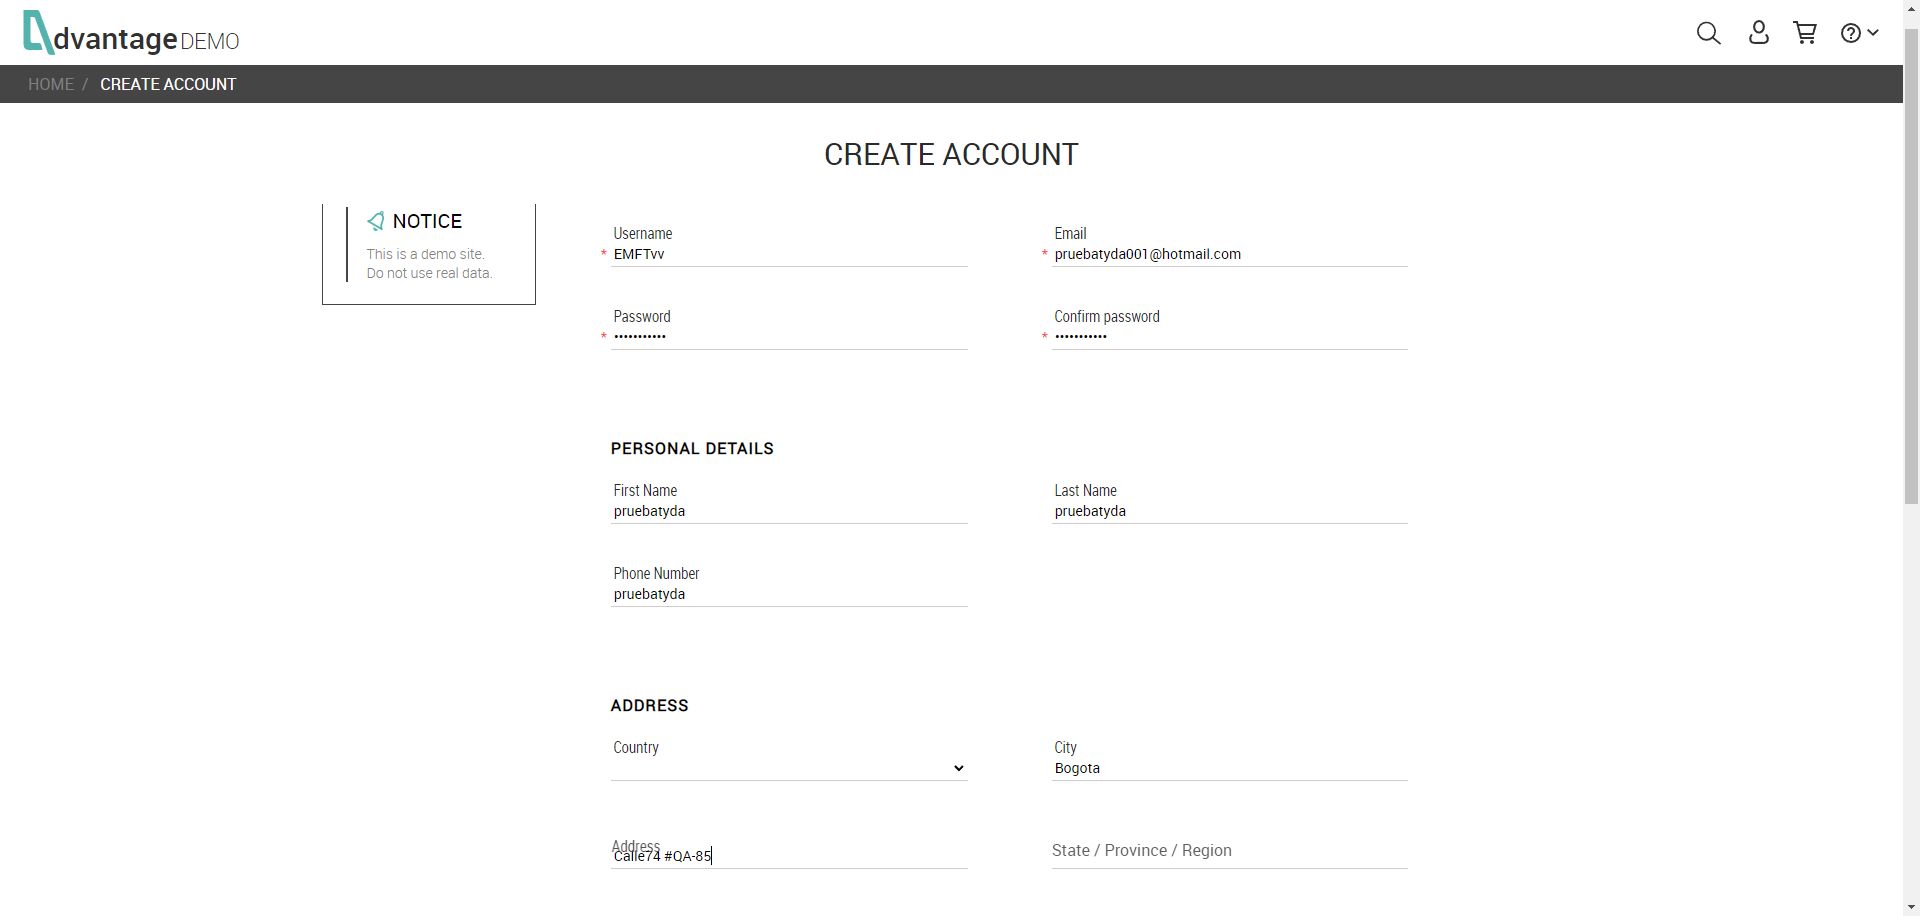 dvantage DEMO
HOME / CREATE ACCOUNT
CREATE ACCOUNT
NOTICE
This is a demo site.
Do not use real data.
Username
* EMFTvv
Email
* pruebatyda001@hotmail.com
Password
* •••••••••••
Confirm password
* •••••••••••
PERSONAL DETAILS
First Name
pruebatyda
Last Name
pruebatyda
Phone Number
pruebatyda
ADDRESS
Country
City
Bogota
Address
Calle74 #QA-85
State / Province / Region